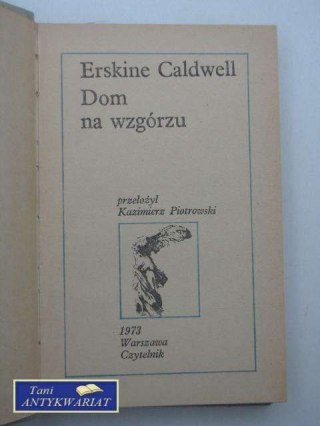 Erskine Caldwell
Dom
na wzgórzu
przełożył
Kazimierz Piotrowski
1973
Warszawa
Czytelnik
Tani
ANTYKWARIAT